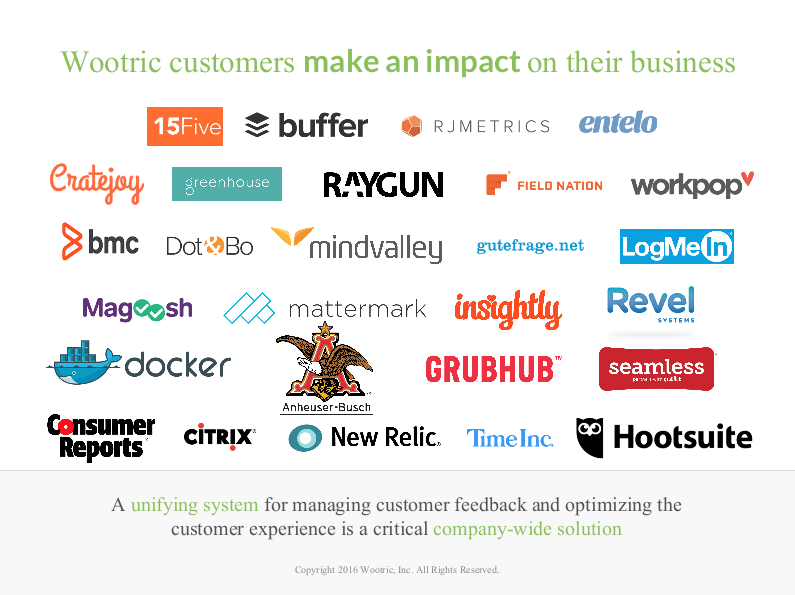 Wootric customers make an impact on their business
15Five buffer RJMETRICS entelo
Cratejoy greenhouse RAYGUN FIELD NATION workpop
bmc Dot&Bo mindvalley gutefrage.net LogMeIn
Magoosh mattermark insightly Revel
SYSTEMS
docker Anheuser-Busch GRUBHUB™ seamless
partners with grubhub
Consumer
Reports CITRIX® New Relic. Time Inc. Hootsuite
A unifying system for managing customer feedback and optimizing the
customer experience is a critical company-wide solution
Copyright 2016 Wootric, Inc. All Rights Reserved.